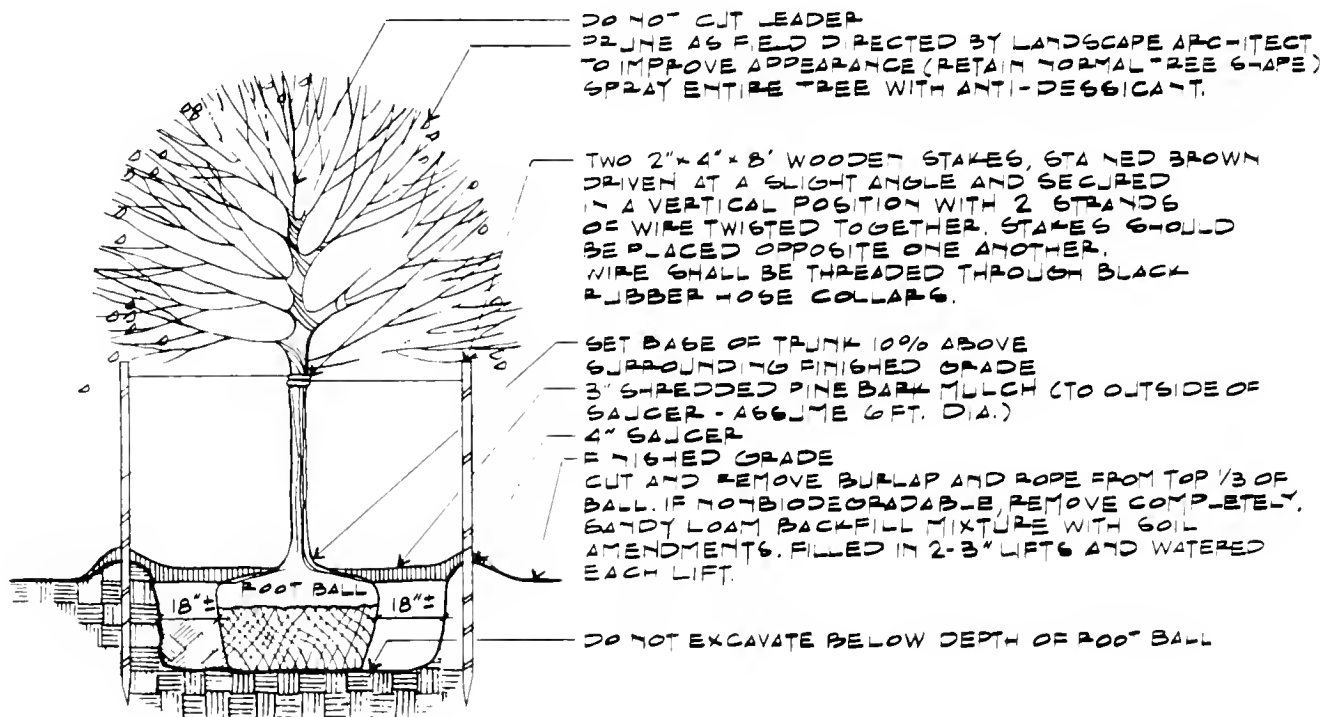 DO NOT CUT LEADER
PRUNE AS FIELD DIRECTED BY LANDSCAPE ARCHITECT
TO IMPROVE APPEARANCE (RETAIN NORMAL TREE SHAPE)
SPRAY ENTIRE TREE WITH ANTI-DESSICANT.
TWO 2"x 4"x 8' WOODEN STAKES, STAINED BROWN
DRIVEN AT A SLIGHT ANGLE AND SECURED
IN A VERTICAL POSITION WITH 2 STRANDS
OF WIRE TWISTED TOGETHER. STAKES SHOULD
BE PLACED OPPOSITE ONE ANOTHER.
WIRE SHALL BE THREADED THROUGH BLACK
RUBBER HOSE COLLARS.
SET BASE OF TRUNK 10% ABOVE
SURROUNDING FINISHED GRADE
3" SHREDDED PINE BARK MULCH (TO OUTSIDE OF
SAUCER - ASSUME 6 FT. DIA.)
4" SAUCER
FINISHED GRADE
CUT AND REMOVE BURLAP AND ROPE FROM TOP 1/3 OF
BALL. IF NONBIODEGRADABLE, REMOVE COMPLETELY.
SANDY LOAM BACKFILL MIXTURE WITH SOIL
AMENDMENTS. FILLED IN 2-3" LIFTS AND WATERED
EACH LIFT.
ROOT BALL
18"± 18"±
DO NOT EXCAVATE BELOW DEPTH OF ROOT BALL